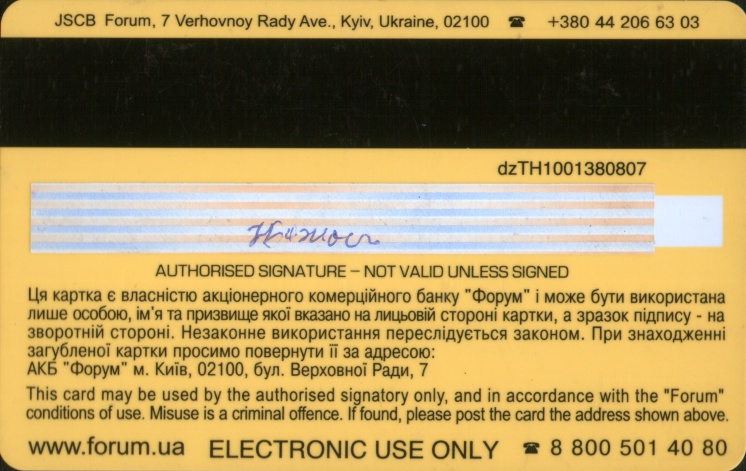 JSCB Forum, 7 Verhovnoy Rady Ave., Kyiv, Ukraine, 02100 ☎ +380 44 206 63 03
dzTH1001380807
AUTHORISED SIGNATURE – NOT VALID UNLESS SIGNED
Ця картка є власністю акціонерного комерційного банку "Форум" і може бути використана
лише особою, ім'я та призвище якої вказано на лицьовій стороні картки, а зразок підпису - на
зворотній стороні. Незаконне використання переслідується законом. При знаходженні
загубленої картки просимо повернути її за адресою:
АКБ "Форум" м. Київ, 02100, бул. Верховної Ради, 7
This card may be used by the authorised signatory only, and in accordance with the "Forum"
conditions of use. Misuse is a criminal offence. If found, please post the card the address shown above.
www.forum.ua ELECTRONIC USE ONLY ☎ 8 800 501 40 80